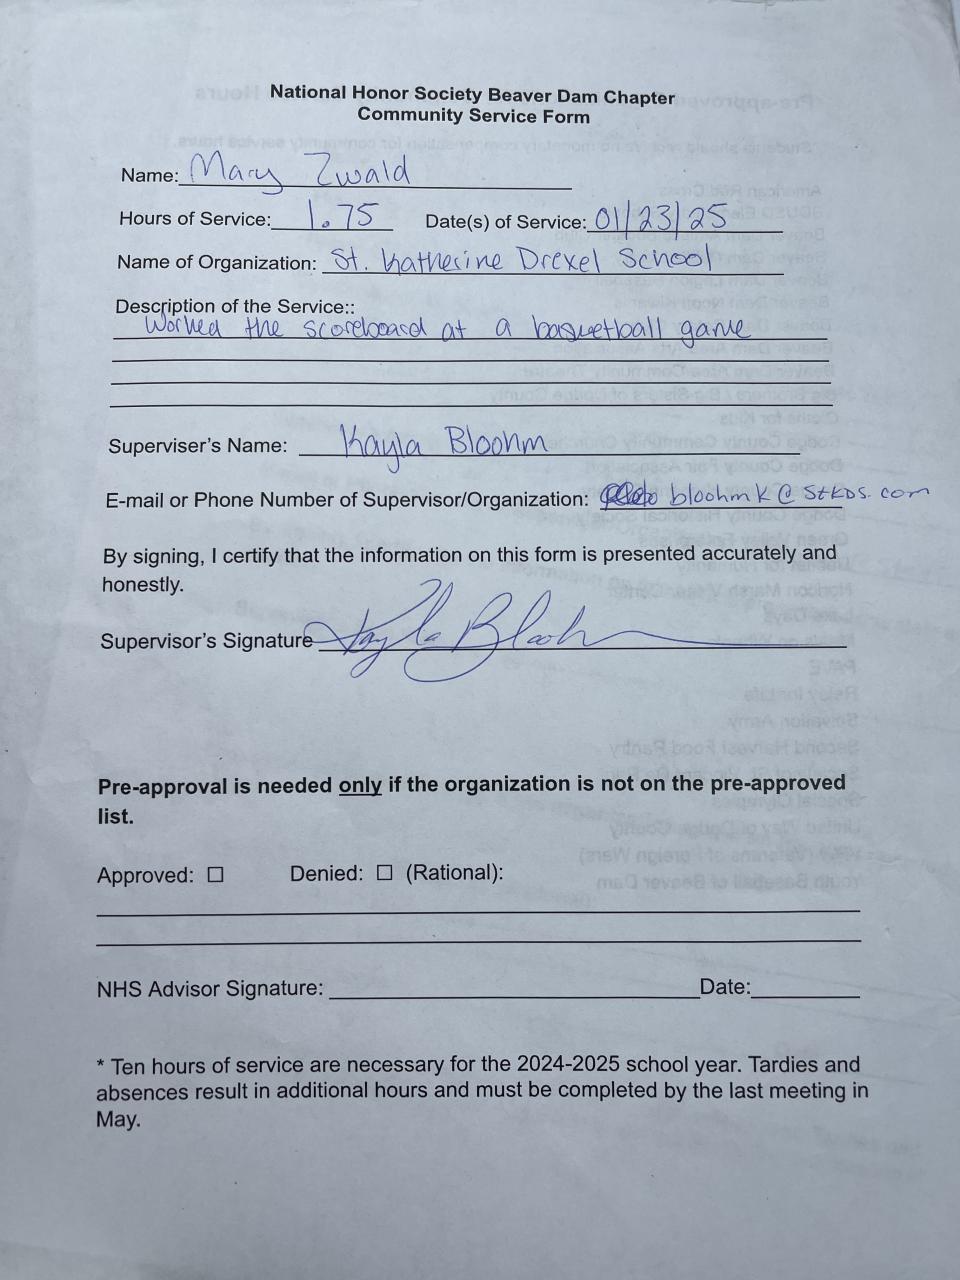 National Honor Society Beaver Dam Chapter
Community Service Form
Name: Mary Zwald
Hours of Service: 1.75 Date(s) of Service: 01/23/25
Name of Organization: St. Katherine Drexel School
Description of the Service::
Worked the scoreboard at a basketball game
Superviser's Name: Kayla Bloohm
E-mail or Phone Number of Supervisor/Organization: bloohmk@stkds.com
By signing, I certify that the information on this form is presented accurately and
honestly.
Supervisor's Signature Kayla Blooh
Pre-approval is needed only if the organization is not on the pre-approved
list.
Approved: ☐ Denied: ☐ (Rational):
NHS Advisor Signature: Date:
* Ten hours of service are necessary for the 2024-2025 school year. Tardies and
absences result in additional hours and must be completed by the last meeting in
May.